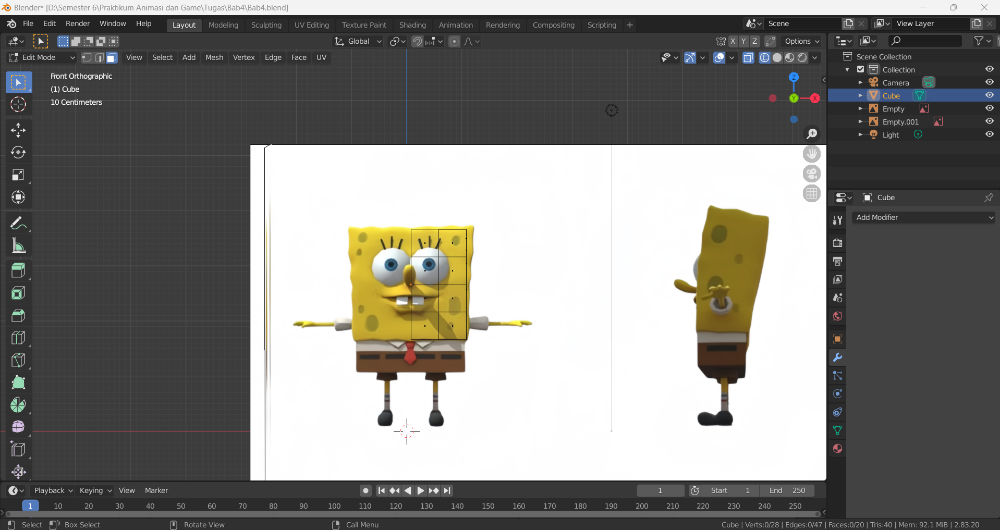 Blender* [D:\Semester 6\Praktikum Animasi dan Game\Tugas\Bab4\Bab4.blend]
File Edit Render Window Help Layout Modeling Sculpting UV Editing Texture Paint Shading Animation Rendering Compositing Scripting + Scene View Layer
Global X Y Z Options
Edit Mode View Select Add Mesh Vertex Edge Face UV
Front Orthographic
(1) Cube
10 Centimeters
Z
Y
X
Scene Collection
Collection
Camera
Cube
Empty
Empty.001
Light
Cube
Add Modifier
Playback Keying View Marker 1 Start 1 End 250
1 10 20 30 40 50 60 70 80 90 100 110 120 130 140 150 160 170 180 190 200 210 220 230 240 250
Select Box Select Rotate View Call Menu Cube | Verts:0/28 | Edges:0/47 | Faces:0/20 | Tris:40 | Mem: 92.1 MiB | 2.83.20